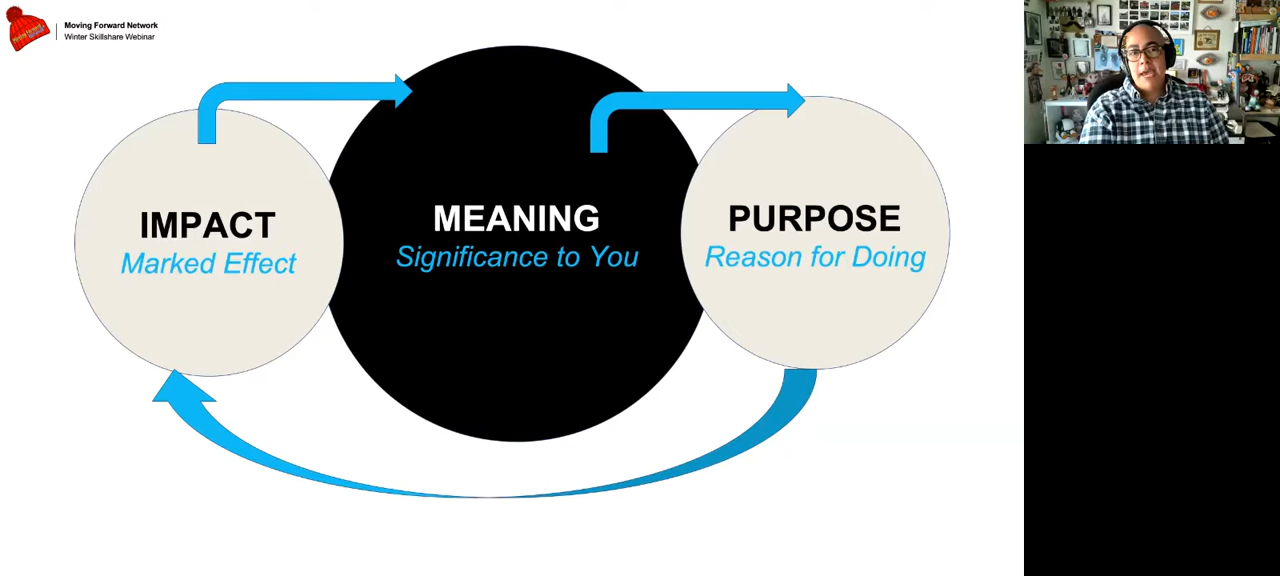 Moving Forward Network
Winter Skillshare Webinar
IMPACT
Marked Effect
MEANING
Significance to You
PURPOSE
Reason for Doing